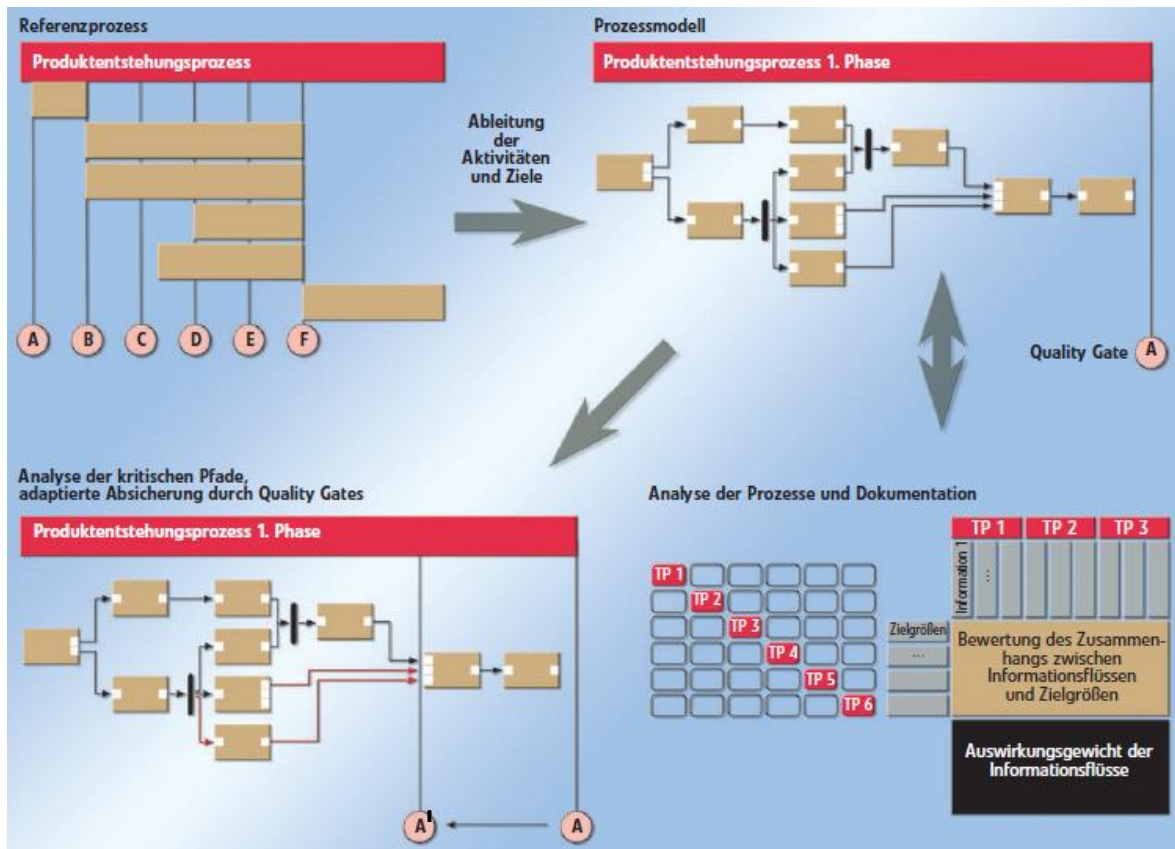 Referenzprozess
Produktentstehungsprozess
A B C D E F
Ableitung
der
Aktivitäten
und Ziele
Prozessmodell
Produktentstehungsprozess 1. Phase
Quality Gate A
Analyse der kritischen Pfade,
adaptierte Absicherung durch Quality Gates
Produktentstehungsprozess 1. Phase
A' A
Analyse der Prozesse und Dokumentation
TP 1
TP 2
TP 3
TP 4
TP 5
TP 6
TP 1 TP 2 TP 3
Information 1
...
Zielgrößen
...
Bewertung des Zusammen-
hangs zwischen
Informationsflüssen
und Zielgrößen
Auswirkungsgewicht der
Informationsflüsse